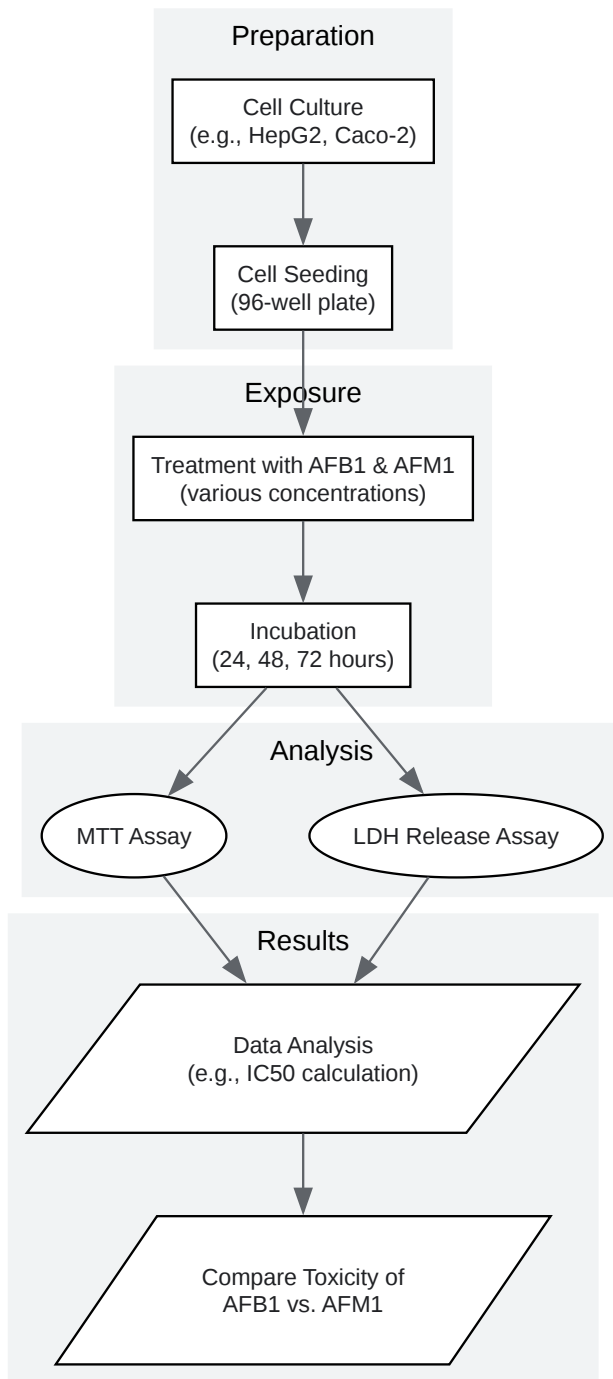 Preparation
Cell Culture
(e.g., HepG2, Caco-2)
Cell Seeding
(96-well plate)
Exposure
Treatment with AFB1 & AFM1
(various concentrations)
Incubation
(24, 48, 72 hours)
Analysis
MTT Assay
LDH Release Assay
Results
Data Analysis
(e.g., IC50 calculation)
Compare Toxicity of
AFB1 vs. AFM1